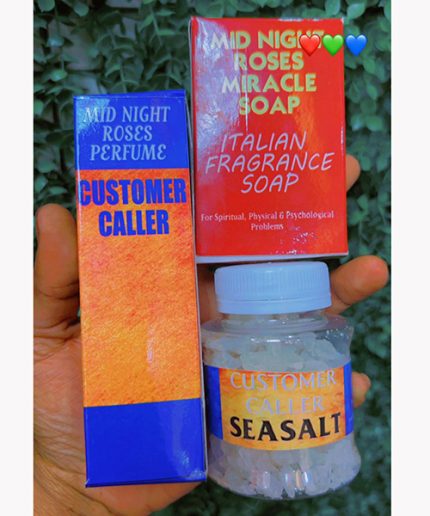 MID NIGHT
ROSES
PERFUME
CUSTOMER
CALLER
MID NIGHT
ROSES
MIRACLE
SOAP
ITALIAN
FRAGRANCE
SOAP
For Spiritual, Physical & Psychological
Problems
CUSTOMER
CALLER
SEASALT